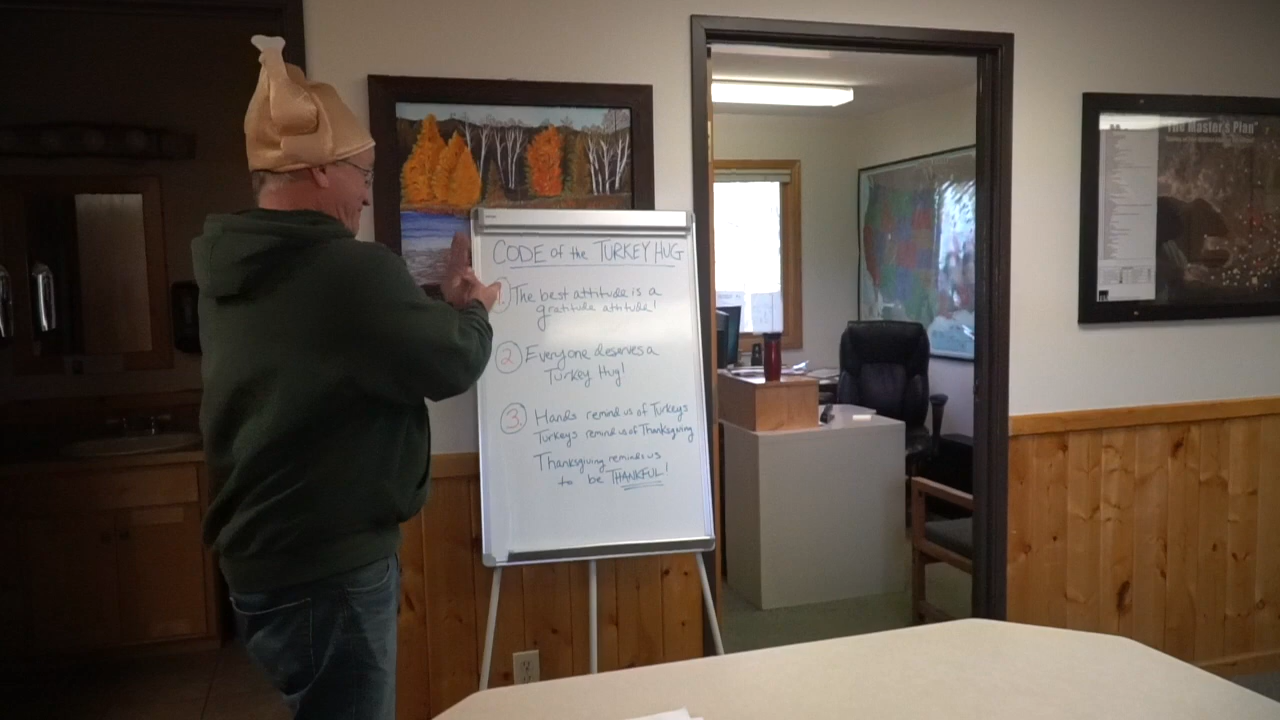 CODE of the TURKEY HUG
1. The best attitude is a
gratitude attitude!
2 Everyone deserves a
Turkey Hug!
3. Hands remind us of Turkeys
Turkeys remind us of Thanksgiving
Thanksgiving reminds us
to be THANKFUL!
"The Master's Plan"